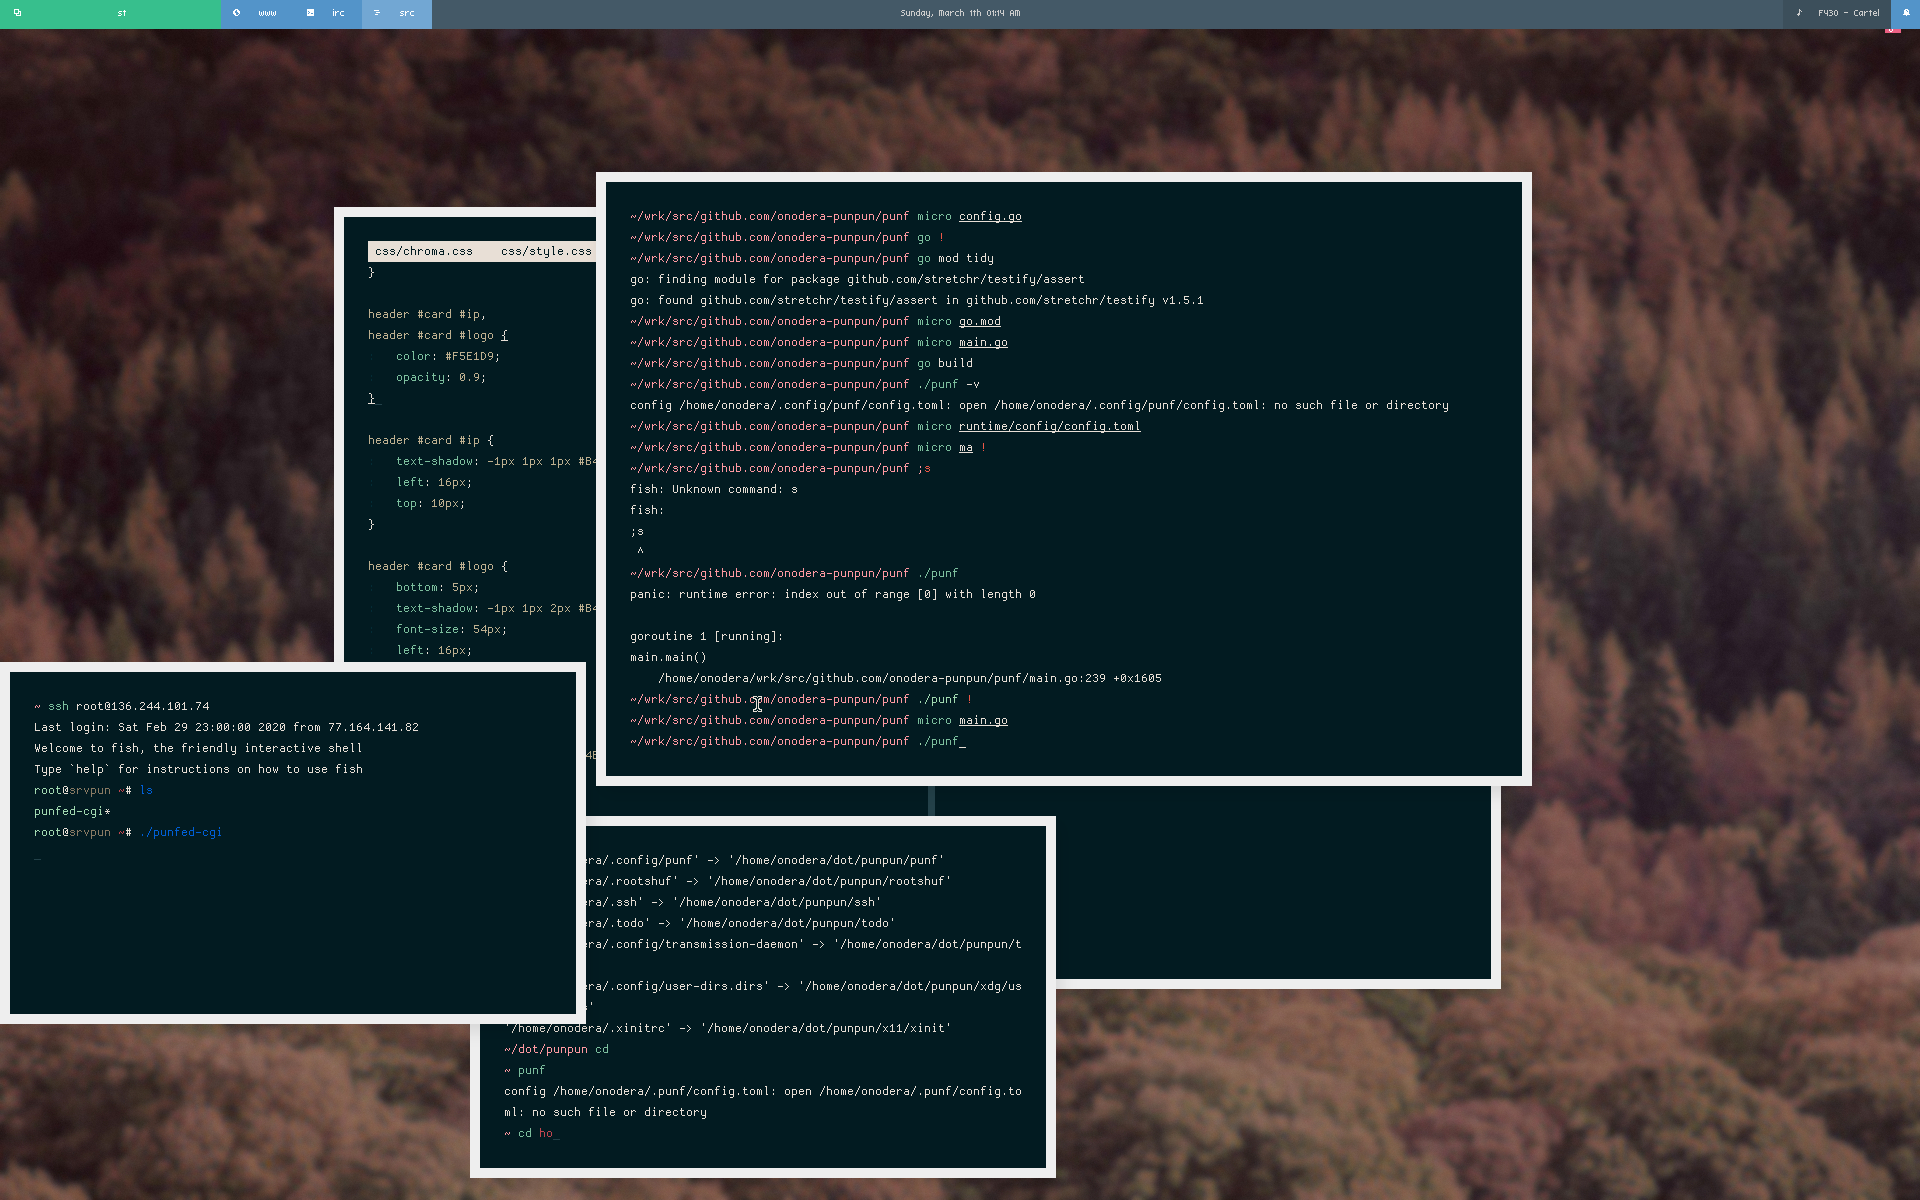 st
www
irc
src
Sunday, March 1th 01:14 AM
F430 - Cartel
css/chroma.css    css/style.css
}
header #card #ip,
header #card #logo {
color: #F5E1D9;
opacity: 0.9;
}
header #card #ip {
text-shadow: -1px 1px 1px #B4
left: 16px;
top: 10px;
}
header #card #logo {
bottom: 5px;
text-shadow: -1px 1px 2px #B4
font-size: 54px;
left: 16px;
~/wrk/src/github.com/onodera-punpun/punf micro config.go
~/wrk/src/github.com/onodera-punpun/punf go !
~/wrk/src/github.com/onodera-punpun/punf go mod tidy
go: finding module for package github.com/stretchr/testify/assert
go: found github.com/stretchr/testify/assert in github.com/stretchr/testify v1.5.1
~/wrk/src/github.com/onodera-punpun/punf micro go.mod
~/wrk/src/github.com/onodera-punpun/punf micro main.go
~/wrk/src/github.com/onodera-punpun/punf go build
~/wrk/src/github.com/onodera-punpun/punf ./punf -v
config /home/onodera/.config/punf/config.toml: open /home/onodera/.config/punf/config.toml: no such file or directory
~/wrk/src/github.com/onodera-punpun/punf micro runtime/config/config.toml
~/wrk/src/github.com/onodera-punpun/punf micro ma !
~/wrk/src/github.com/onodera-punpun/punf ;s
fish: Unknown command: s
fish:
;s
^
~/wrk/src/github.com/onodera-punpun/punf ./punf
panic: runtime error: index out of range [0] with length 0
goroutine 1 [running]:
main.main()
/home/onodera/wrk/src/github.com/onodera-punpun/punf/main.go:239 +0x1605
~/wrk/src/github.com/onodera-punpun/punf ./punf !
~/wrk/src/github.com/onodera-punpun/punf micro main.go
~/wrk/src/github.com/onodera-punpun/punf ./punf_
~ ssh root@136.244.101.74
Last login: Sat Feb 29 23:00:00 2020 from 77.164.141.82
Welcome to fish, the friendly interactive shell
Type `help` for instructions on how to use fish
root@srvpun ~# ls
punfed-cgi*
root@srvpun ~# ./punfed-cgi
_
ra/.config/punf' -> '/home/onodera/dot/punpun/punf'
ra/.rootshuf' -> '/home/onodera/dot/punpun/rootshuf'
ra/.ssh' -> '/home/onodera/dot/punpun/ssh'
ra/.todo' -> '/home/onodera/dot/punpun/todo'
ra/.config/transmission-daemon' -> '/home/onodera/dot/punpun/t
ra/.config/user-dirs.dirs' -> '/home/onodera/dot/punpun/xdg/us
'
'/home/onodera/.xinitrc' -> '/home/onodera/dot/punpun/x11/xinit'
~/dot/punpun cd
~ punf
config /home/onodera/.punf/config.toml: open /home/onodera/.punf/config.to
ml: no such file or directory
~ cd ho_